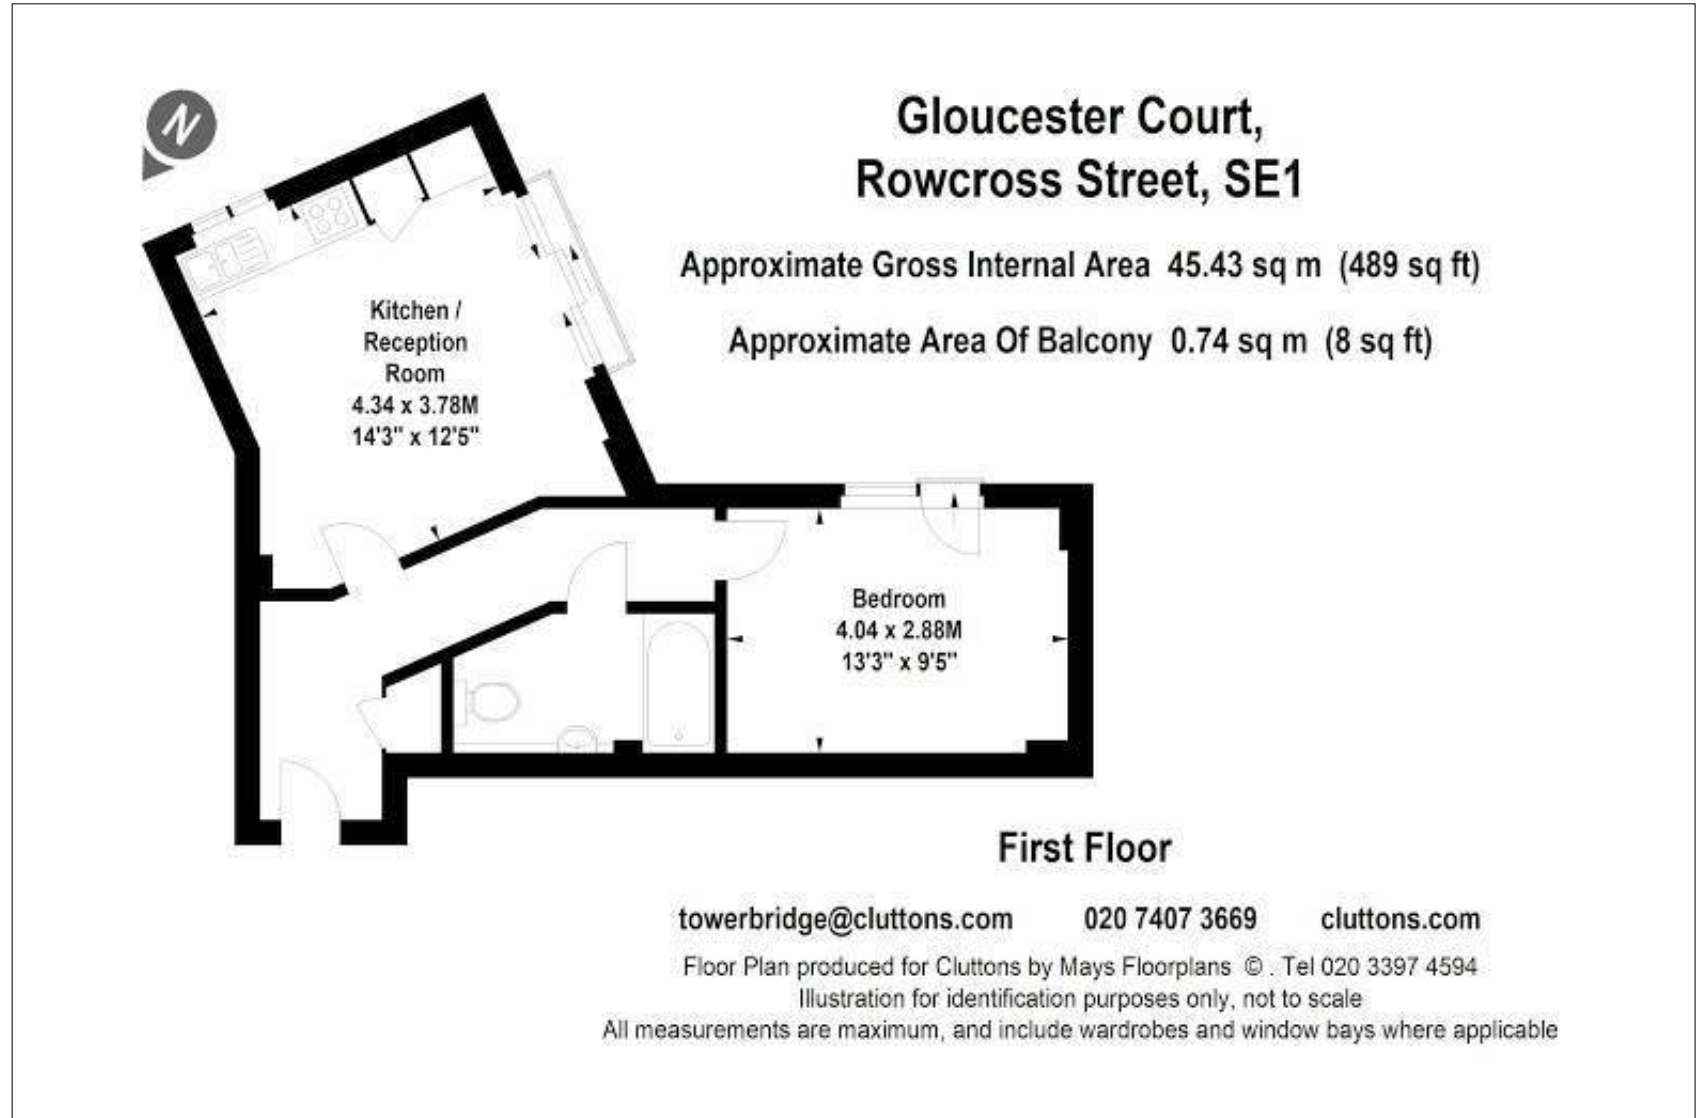 N
Gloucester Court,
Rowcross Street, SE1
Approximate Gross Internal Area 45.43 sq m (489 sq ft)
Approximate Area Of Balcony 0.74 sq m (8 sq ft)
Kitchen /
Reception
Room
4.34 x 3.78M
14'3" x 12'5"
Bedroom
4.04 x 2.88M
13'3" x 9'5"
First Floor
towerbridge@cluttons.com 020 7407 3669 cluttons.com
Floor Plan produced for Cluttons by Mays Floorplans © . Tel 020 3397 4594
Illustration for identification purposes only, not to scale
All measurements are maximum, and include wardrobes and window bays where applicable